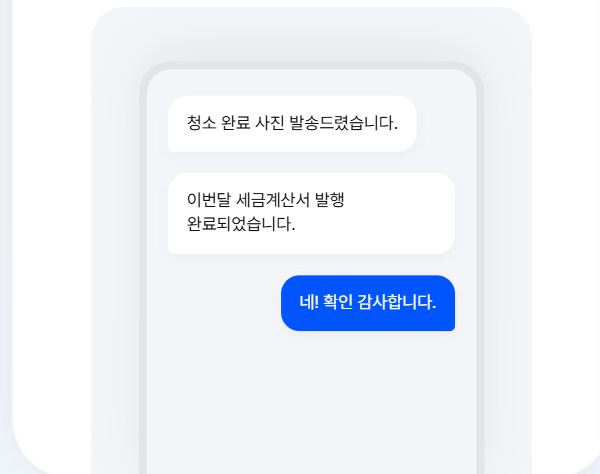 청소 완료 사진 발송드렸습니다.
이번달 세금계산서 발행
완료되었습니다.
네! 확인 감사합니다.